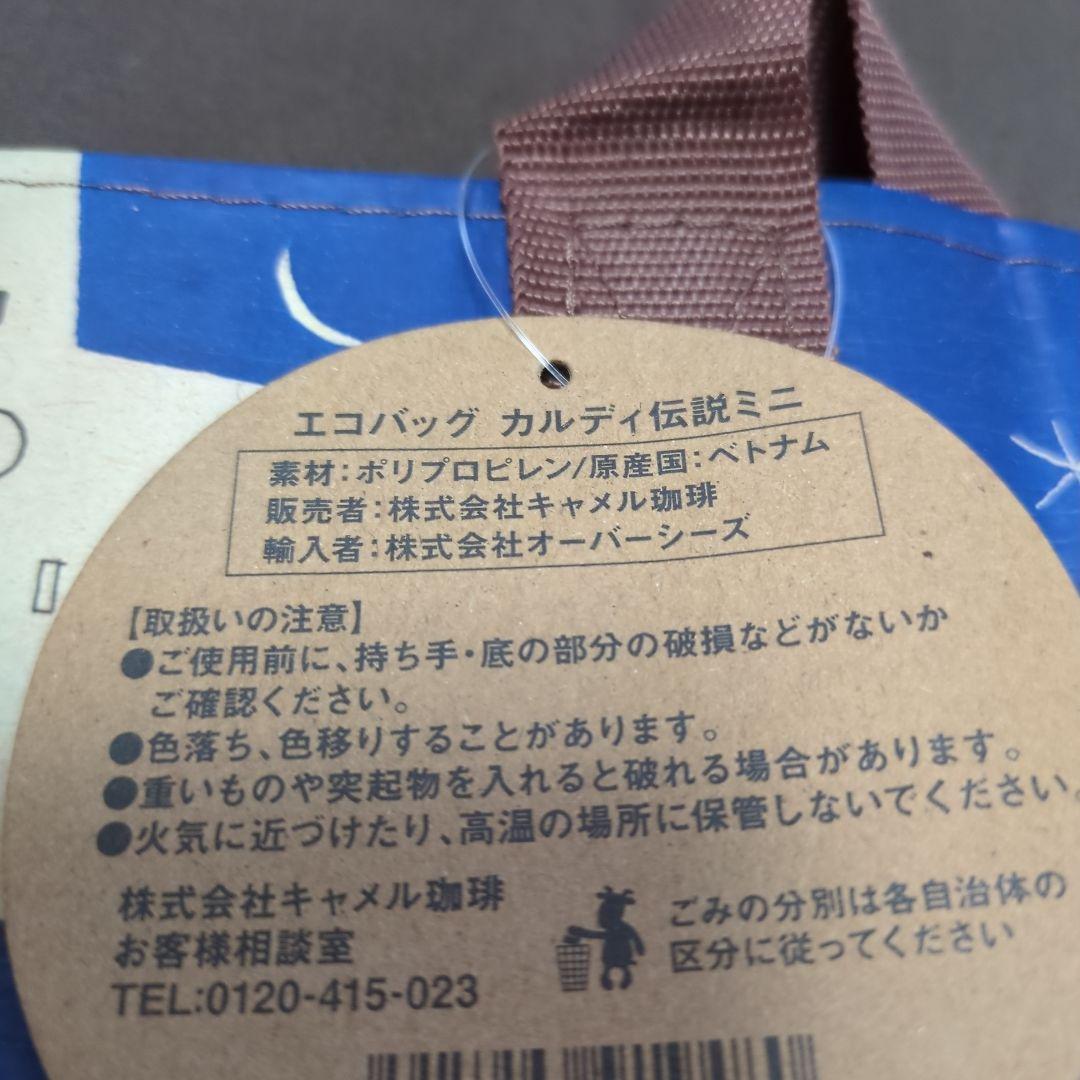 エコバッグ カルディ伝説ミニ
素材:ポリプロピレン/原産国:ベトナム
販売者:株式会社キャメル珈琲
輸入者:株式会社オーバーシーズ
【取扱いの注意】
●ご使用前に、持ち手・底の部分の破損などがないか
ご確認ください。
●色落ち、色移りすることがあります。
●重いものや突起物を入れると破れる場合があります。
●火気に近づけたり、高温の場所に保管しないでください。
株式会社キャメル珈琲
お客様相談室
TEL:0120-415-023
ごみの分別は各自治体の
区分に従ってください